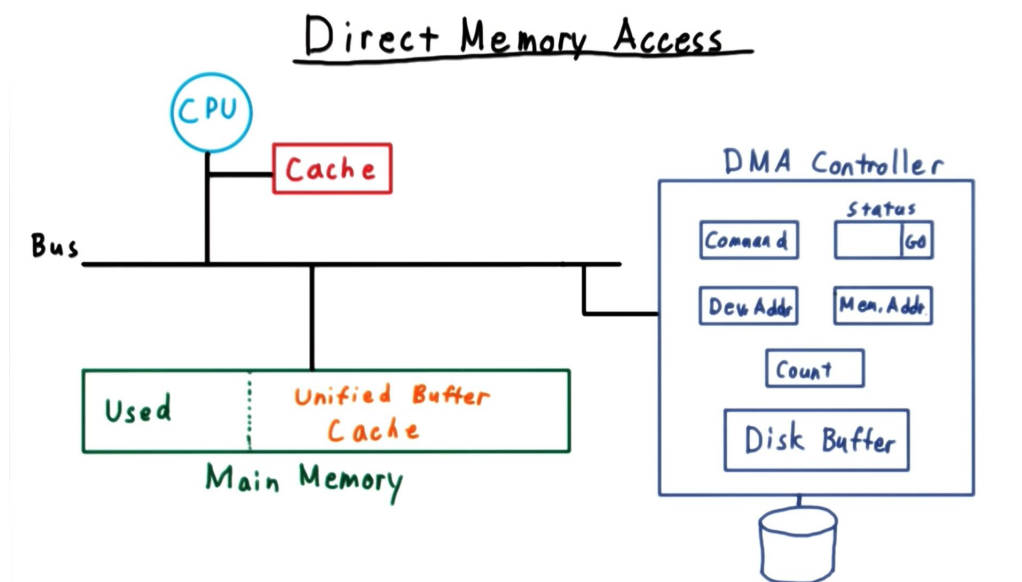 Direct Memory Access
CPU
Cache
Bus
DMA Controller
Status
Command
GO
Dev. Addr
Mem. Addr.
Count
Disk Buffer
Used
Unified Buffer
Cache
Main Memory